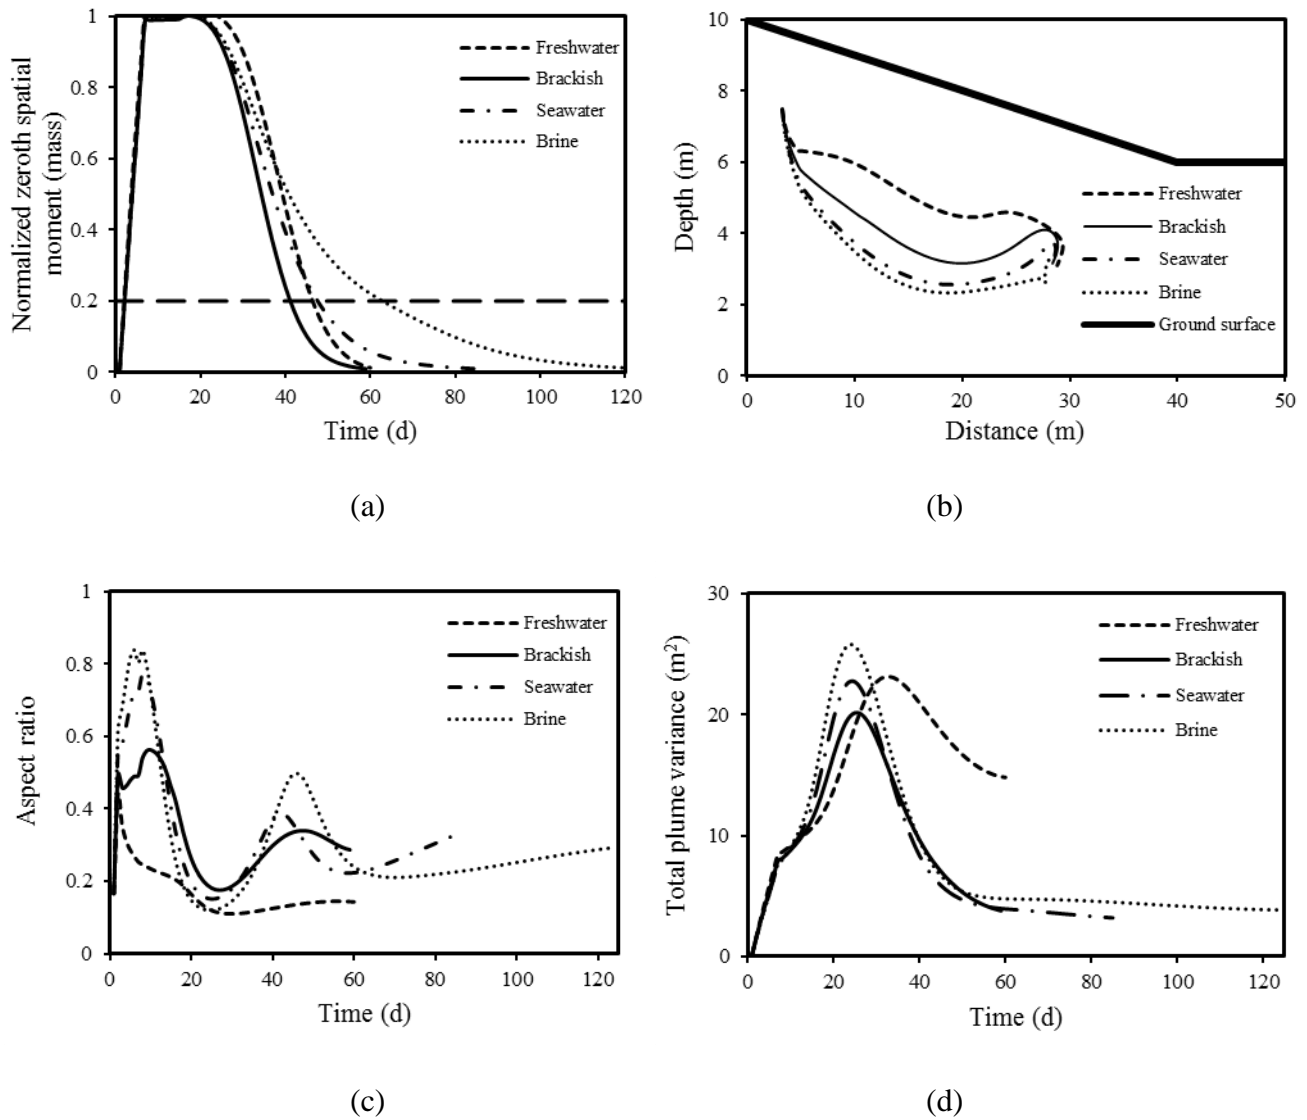 Normalized zeroth spatial
moment (mass)
1
0.8
0.6
0.4
0.2
0
0 20 40 60 80 100 120
Time (d)
Freshwater
Brackish
Seawater
Brine
(a)
Depth (m)
10
8
6
4
2
0
0 10 20 30 40 50
Distance (m)
Freshwater
Brackish
Seawater
Brine
Ground surface
(b)
Aspect ratio
1
0.8
0.6
0.4
0.2
0
0 20 40 60 80 100 120
Time (d)
Freshwater
Brackish
Seawater
Brine
(c)
Total plume variance (m²)
30
20
10
0
0 20 40 60 80 100 120
Time (d)
Freshwater
Brackish
Seawater
Brine
(d)